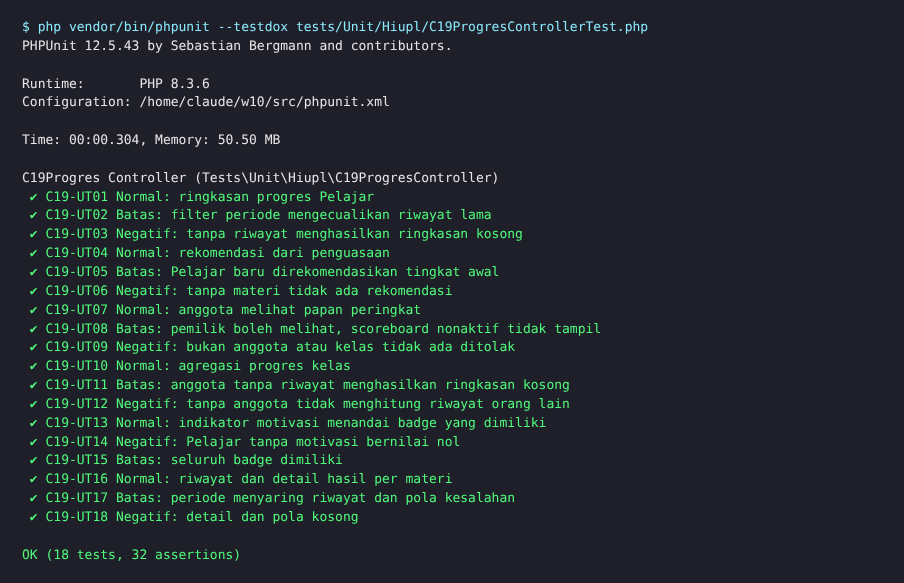 $ php vendor/bin/phpunit --testdox tests/Unit/Hiupl/C19ProgresControllerTest.php
PHPUnit 12.5.43 by Sebastian Bergmann and contributors.
Runtime:       PHP 8.3.6
Configuration: /home/claude/w10/src/phpunit.xml
Time: 00:00.304, Memory: 50.50 MB
C19Progres Controller (Tests\Unit\Hiupl\C19ProgresController)
✔ C19-UT01 Normal: ringkasan progres Pelajar
✔ C19-UT02 Batas: filter periode mengecualikan riwayat lama
✔ C19-UT03 Negatif: tanpa riwayat menghasilkan ringkasan kosong
✔ C19-UT04 Normal: rekomendasi dari penguasaan
✔ C19-UT05 Batas: Pelajar baru direkomendasikan tingkat awal
✔ C19-UT06 Negatif: tanpa materi tidak ada rekomendasi
✔ C19-UT07 Normal: anggota melihat papan peringkat
✔ C19-UT08 Batas: pemilik boleh melihat, scoreboard nonaktif tidak tampil
✔ C19-UT09 Negatif: bukan anggota atau kelas tidak ada ditolak
✔ C19-UT10 Normal: agregasi progres kelas
✔ C19-UT11 Batas: anggota tanpa riwayat menghasilkan ringkasan kosong
✔ C19-UT12 Negatif: tanpa anggota tidak menghitung riwayat orang lain
✔ C19-UT13 Normal: indikator motivasi menandai badge yang dimiliki
✔ C19-UT14 Negatif: Pelajar tanpa motivasi bernilai nol
✔ C19-UT15 Batas: seluruh badge dimiliki
✔ C19-UT16 Normal: riwayat dan detail hasil per materi
✔ C19-UT17 Batas: periode menyaring riwayat dan pola kesalahan
✔ C19-UT18 Negatif: detail dan pola kosong
OK (18 tests, 32 assertions)